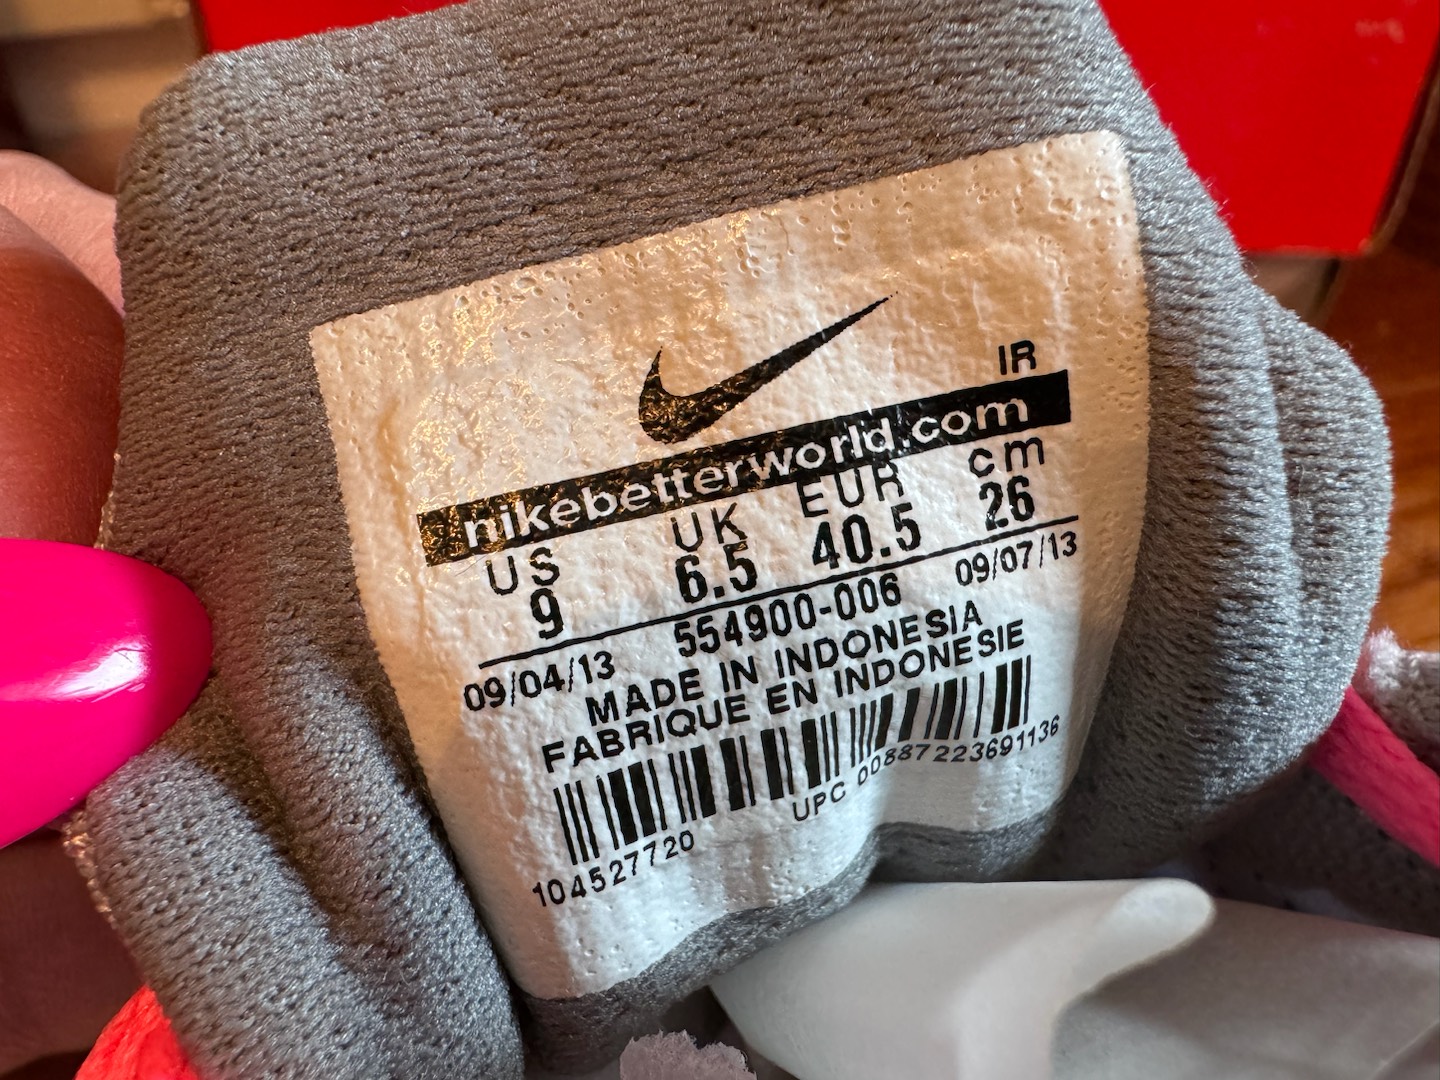 IR
nikebetterworld.com
US UK EUR cm
9 6.5 40.5 26
09/04/13 554900-006 09/07/13
MADE IN INDONESIA
FABRIQUE EN INDONESIE
104527720 UPC 00887223691136